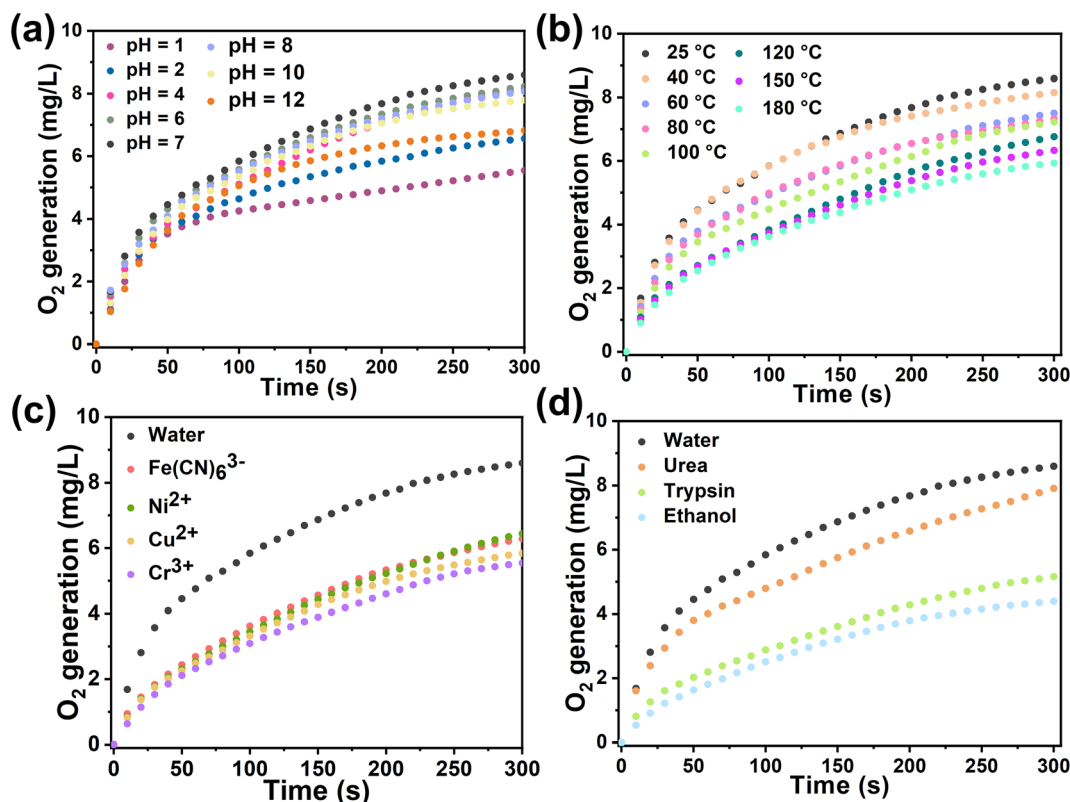 (a)
pH = 1
pH = 2
pH = 4
pH = 6
pH = 7
pH = 8
pH = 10
pH = 12
O₂ generation (mg/L)
10
8
6
4
2
0
0 50 100 150 200 250 300
Time (s)
(b)
25 °C
40 °C
60 °C
80 °C
100 °C
120 °C
150 °C
180 °C
O₂ generation (mg/L)
10
8
6
4
2
0
0 50 100 150 200 250 300
Time (s)
(c)
Water
Fe(CN)₆³⁻
Ni²⁺
Cu²⁺
Cr³⁺
O₂ generation (mg/L)
10
8
6
4
2
0
0 50 100 150 200 250 300
Time (s)
(d)
Water
Urea
Trypsin
Ethanol
O₂ generation (mg/L)
10
8
6
4
2
0
0 50 100 150 200 250 300
Time (s)